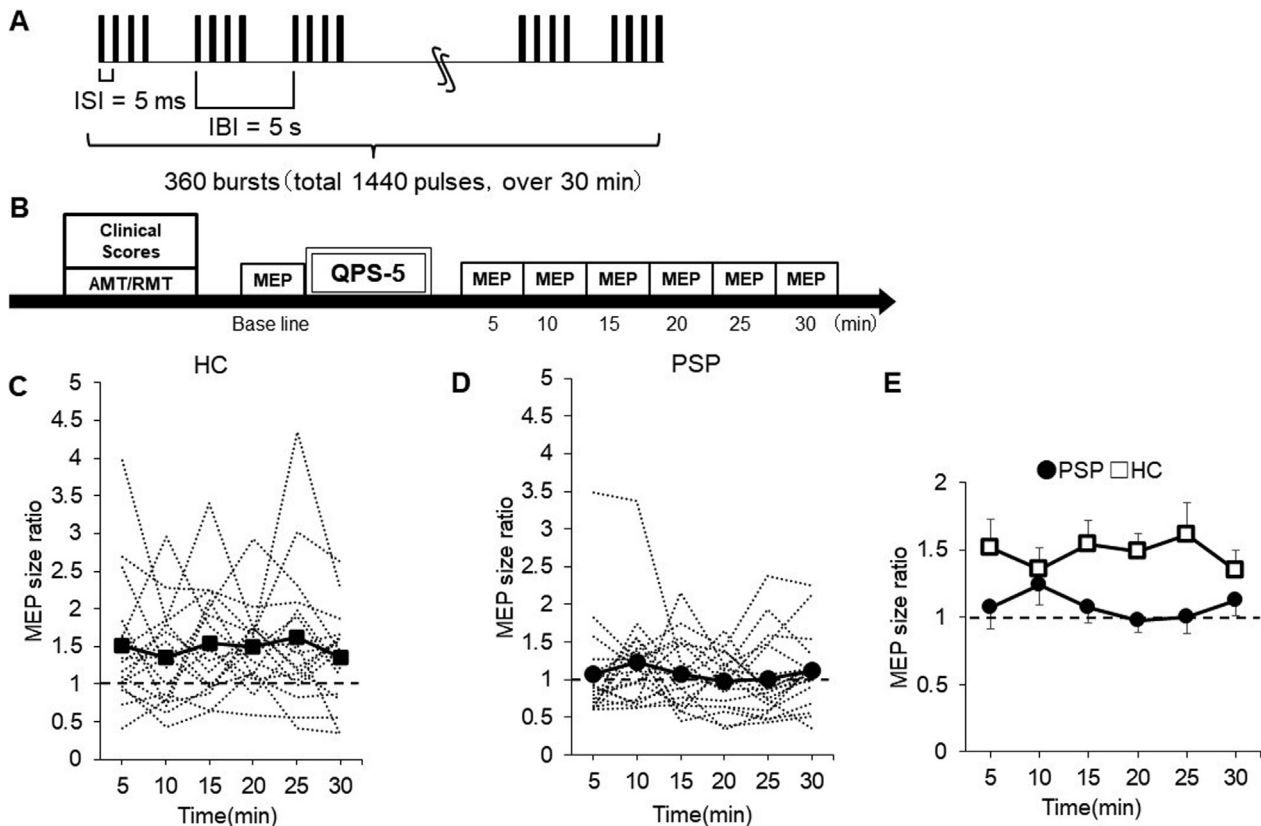 A
ISI = 5 ms
IBI = 5 s
360 bursts（total 1440 pulses, over 30 min）
B
Clinical
Scores
AMT/RMT
MEP
QPS-5
MEP MEP MEP MEP MEP MEP
Base line
5 10 15 20 25 30 (min)
C
HC
MEP size ratio
5
4.5
4
3.5
3
2.5
2
1.5
1
0.5
0
5 10 15 20 25 30
Time(min)
D
PSP
MEP size ratio
5
4.5
4
3.5
3
2.5
2
1.5
1
0.5
0
5 10 15 20 25 30
Time(min)
E
PSP HC
MEP size ratio
2
1.5
1
0.5
0
5 10 15 20 25 30
Time(min)